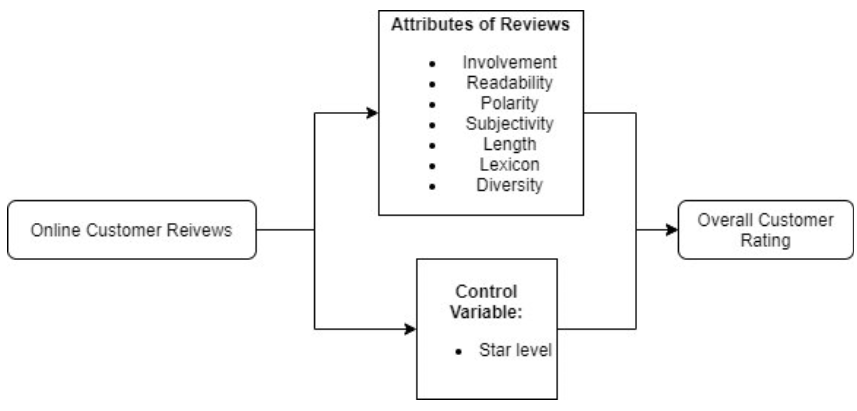 Attributes of Reviews
• Involvement
• Readability
• Polarity
• Subjectivity
• Length
• Lexicon
• Diversity
Online Customer Reivews
Overall Customer
Rating
Control
Variable:
• Star level